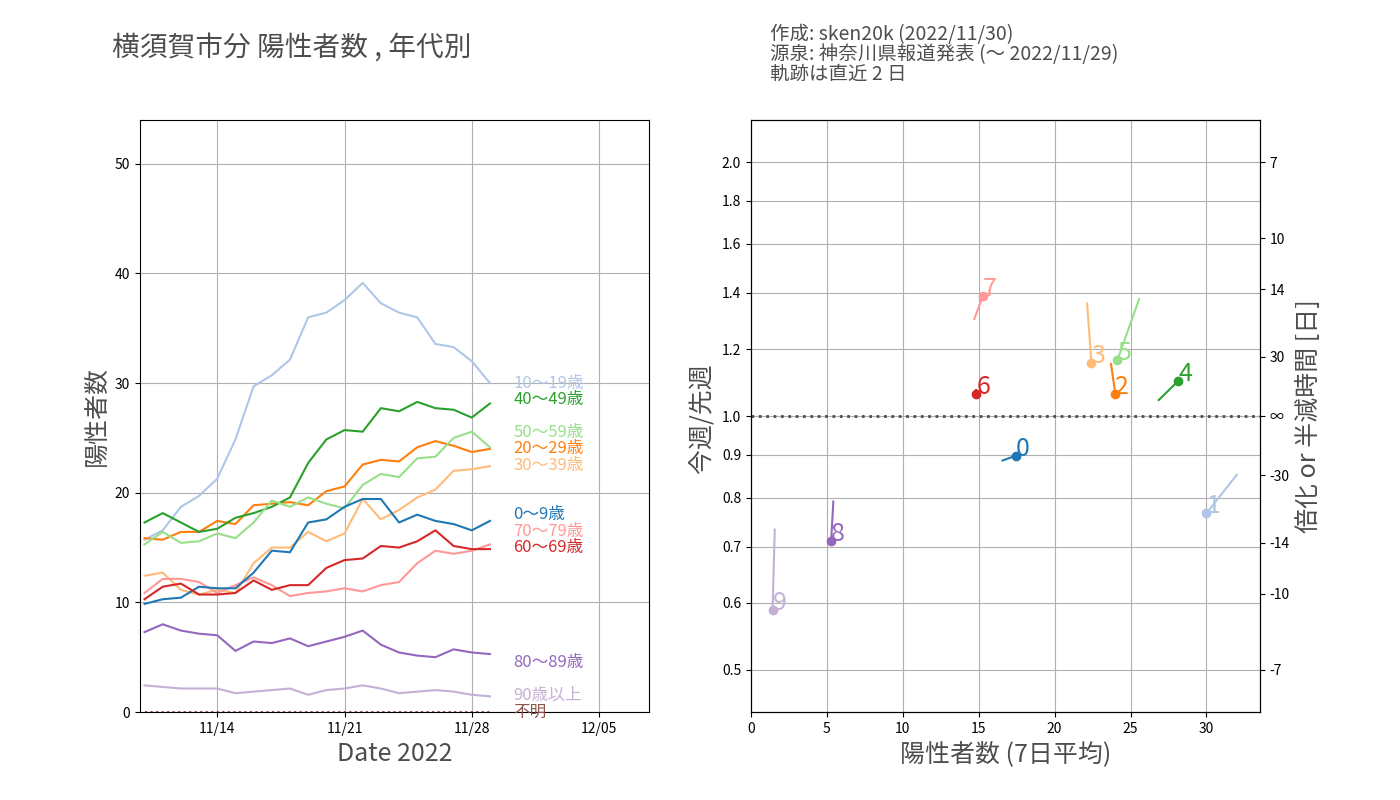 横須賀市分 陽性者数 , 年代別
作成: sken20k (2022/11/30)
源泉: 神奈川県報道発表 (～ 2022/11/29)
軌跡は直近 2 日
陽性者数
50
40
30
20
10
0
10～19歳
40～49歳
50～59歳
20～29歳
30～39歳
0～9歳
70～79歳
60～69歳
80～89歳
90歳以上
不明
11/14
11/21
11/28
12/05
Date 2022
今週/先週
2.0
1.8
1.6
1.4
1.2
1.0
0.9
0.8
0.7
0.6
0.5
7
3
5
4
6
2
0
1
8
9
7
10
14
30
∞
-30
-14
-10
-7
倍化 or 半減時間 [日]
0
5
10
15
20
25
30
陽性者数 (7日平均)